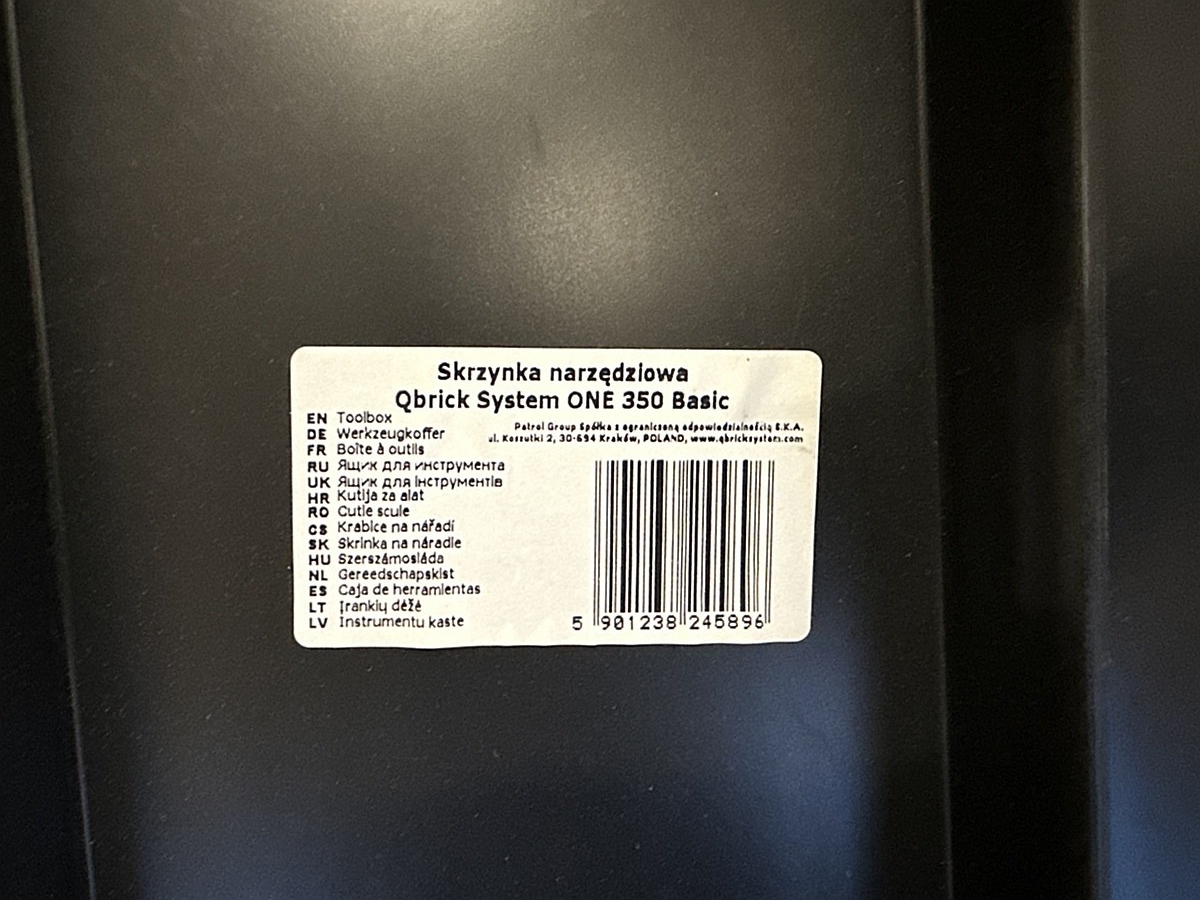 Skrzynka narzędziowa
Qbrick System ONE 350 Basic
Patrol Group Spółka z ograniczoną odpowiedzialnością S.K.A.
ul. Koszutki 2, 30-694 Kraków, POLAND, www.qbricksystem.com
EN Toolbox
DE Werkzeugkoffer
FR Boîte à outils
RU Ящик для инструмента
UK Ящик для інструментів
HR Kutija za alat
RO Cutie scule
CS Krabice na nářadí
SK Skrinka na náradie
HU Szerszámosláda
NL Gereedschapskist
ES Caja de herramientas
LT Įrankių dėžė
LV Instrumentu kaste
5 901238 245896